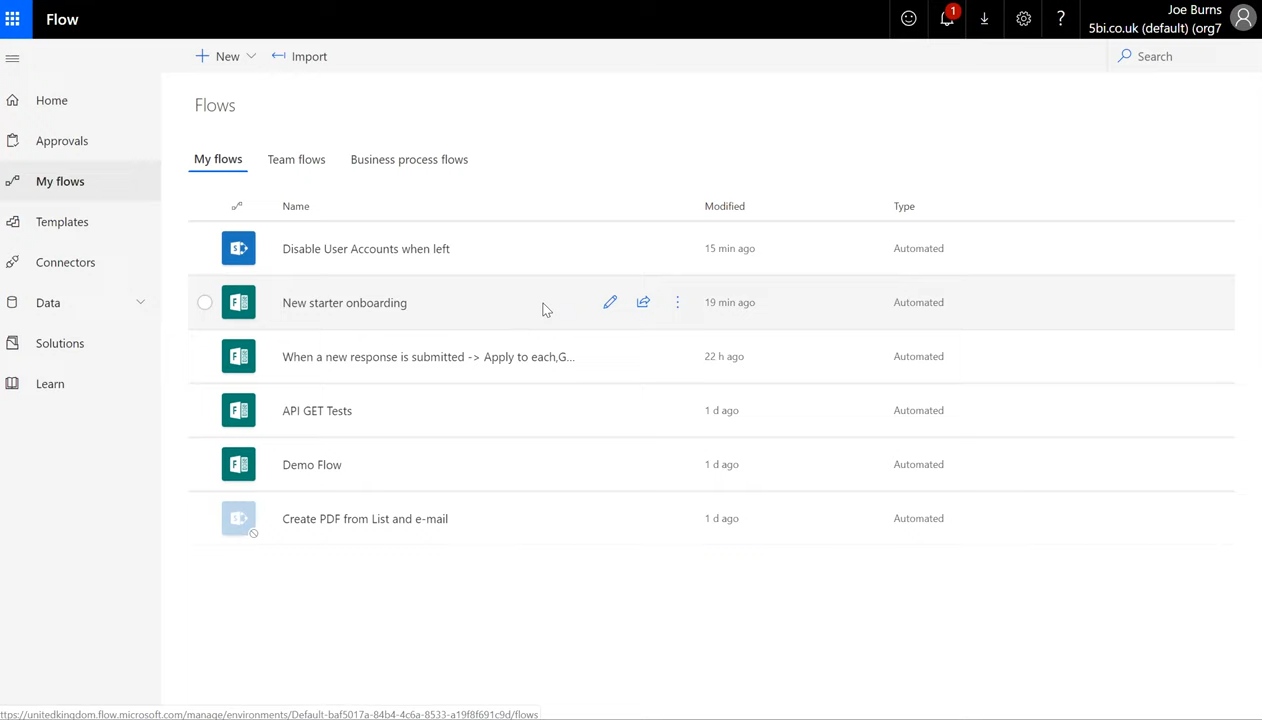 Flow
1
Joe Burns
5bi.co.uk (default) (org7
New
Import
Search
Home
Approvals
My flows
Templates
Connectors
Data
Solutions
Learn
Flows
My flows Team flows Business process flows
Name Modified Type
Disable User Accounts when left 15 min ago Automated
New starter onboarding 19 min ago Automated
When a new response is submitted -> Apply to each,G... 22 h ago Automated
API GET Tests 1 d ago Automated
Demo Flow 1 d ago Automated
Create PDF from List and e-mail 1 d ago Automated
ttps://unitedkingdom.flow.microsoft.com/manage/environments/Default-baf5017a-84b4-4c6a-8533-a19f8f691c9d/flows